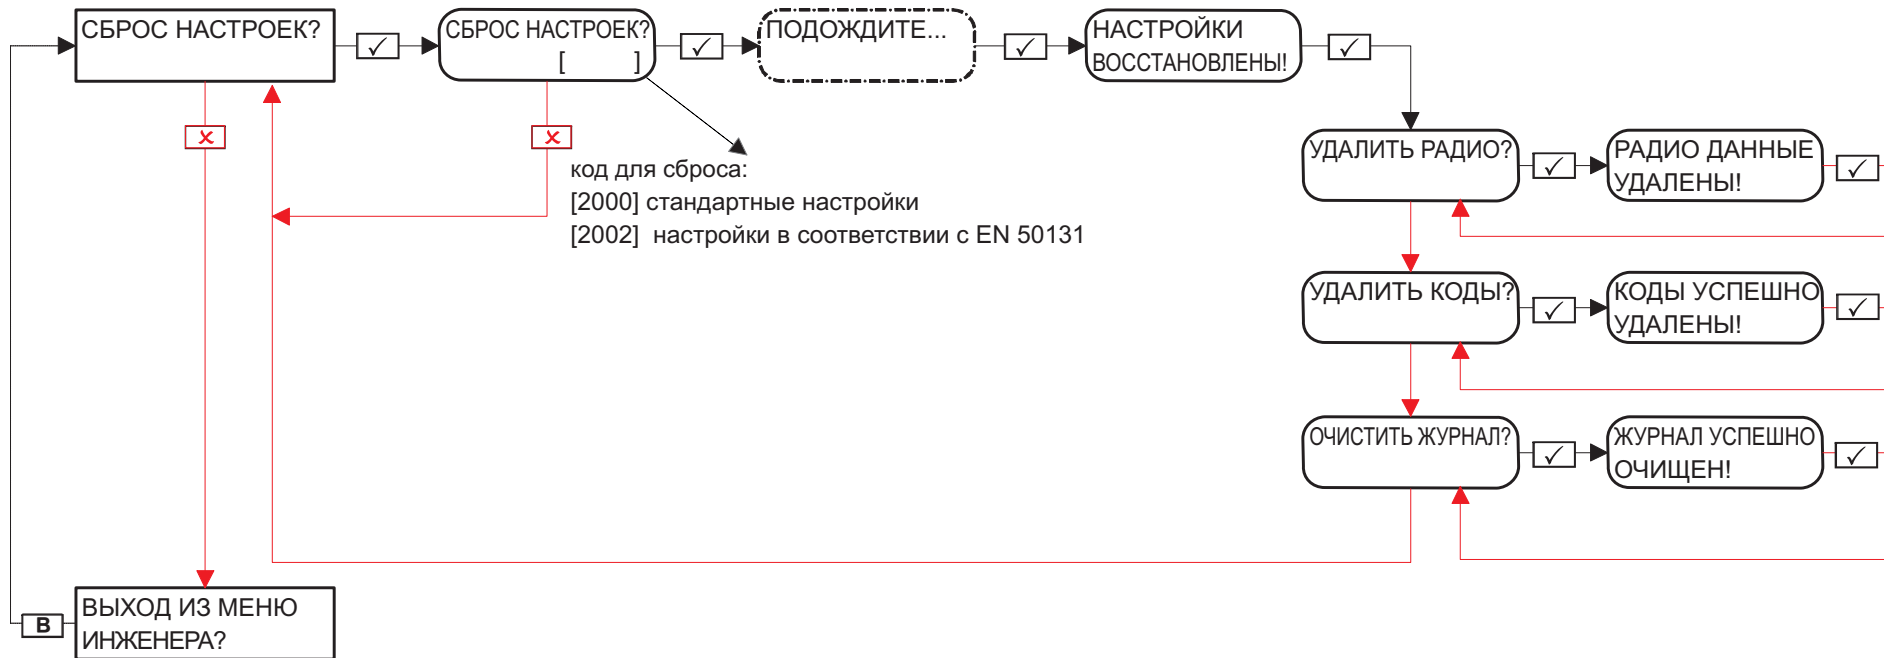 СБРОС НАСТРОЕК?
СБРОС НАСТРОЕК?
[ ]
ПОДОЖДИТЕ...
НАСТРОЙКИ
ВОССТАНОВЛЕНЫ!
код для сброса:
[2000] стандартные настройки
[2002] настройки в соответствии с EN 50131
УДАЛИТЬ РАДИО?
РАДИО ДАННЫЕ
УДАЛЕНЫ!
УДАЛИТЬ КОДЫ?
КОДЫ УСПЕШНО
УДАЛЕНЫ!
ОЧИСТИТЬ ЖУРНАЛ?
ЖУРНАЛ УСПЕШНО
ОЧИЩЕН!
ВЫХОД ИЗ МЕНЮ
ИНЖЕНЕРА?
B